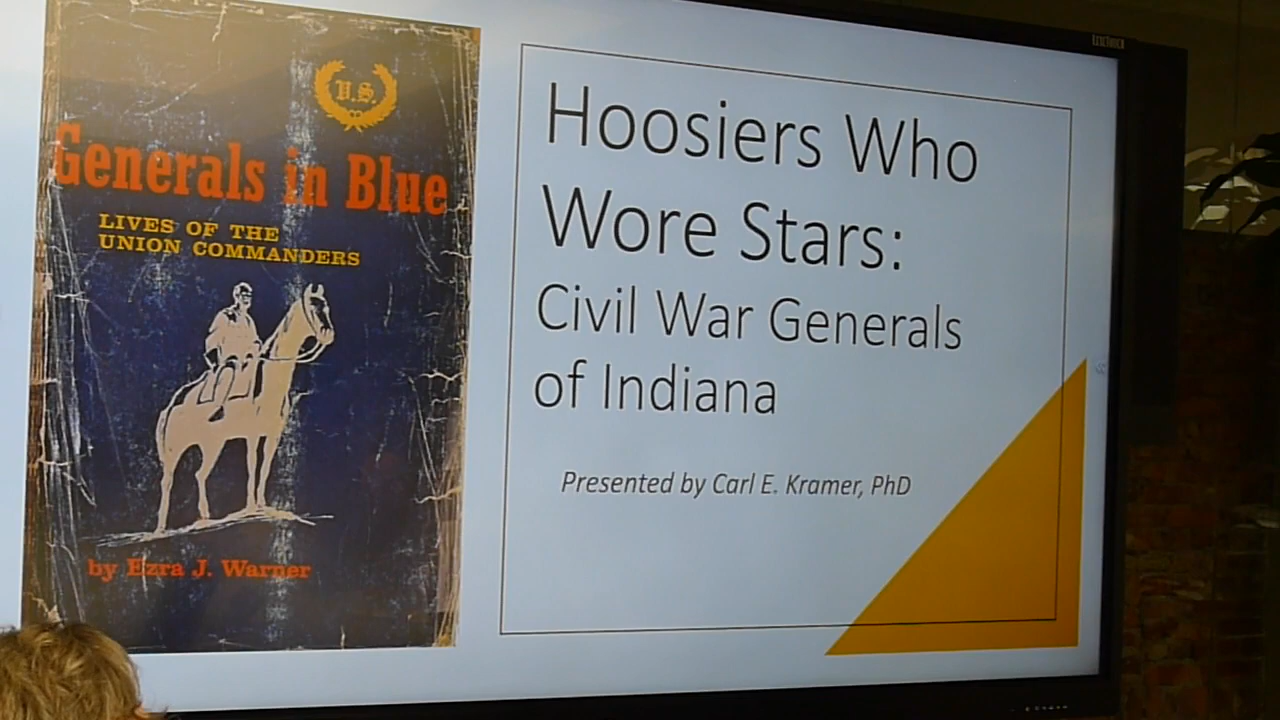 U.S.
Generals in Blue
LIVES OF THE
UNION COMMANDERS
by Ezra J. Warner
Hoosiers Who
Wore Stars:
Civil War Generals
of Indiana
Presented by Carl E. Kramer, PhD